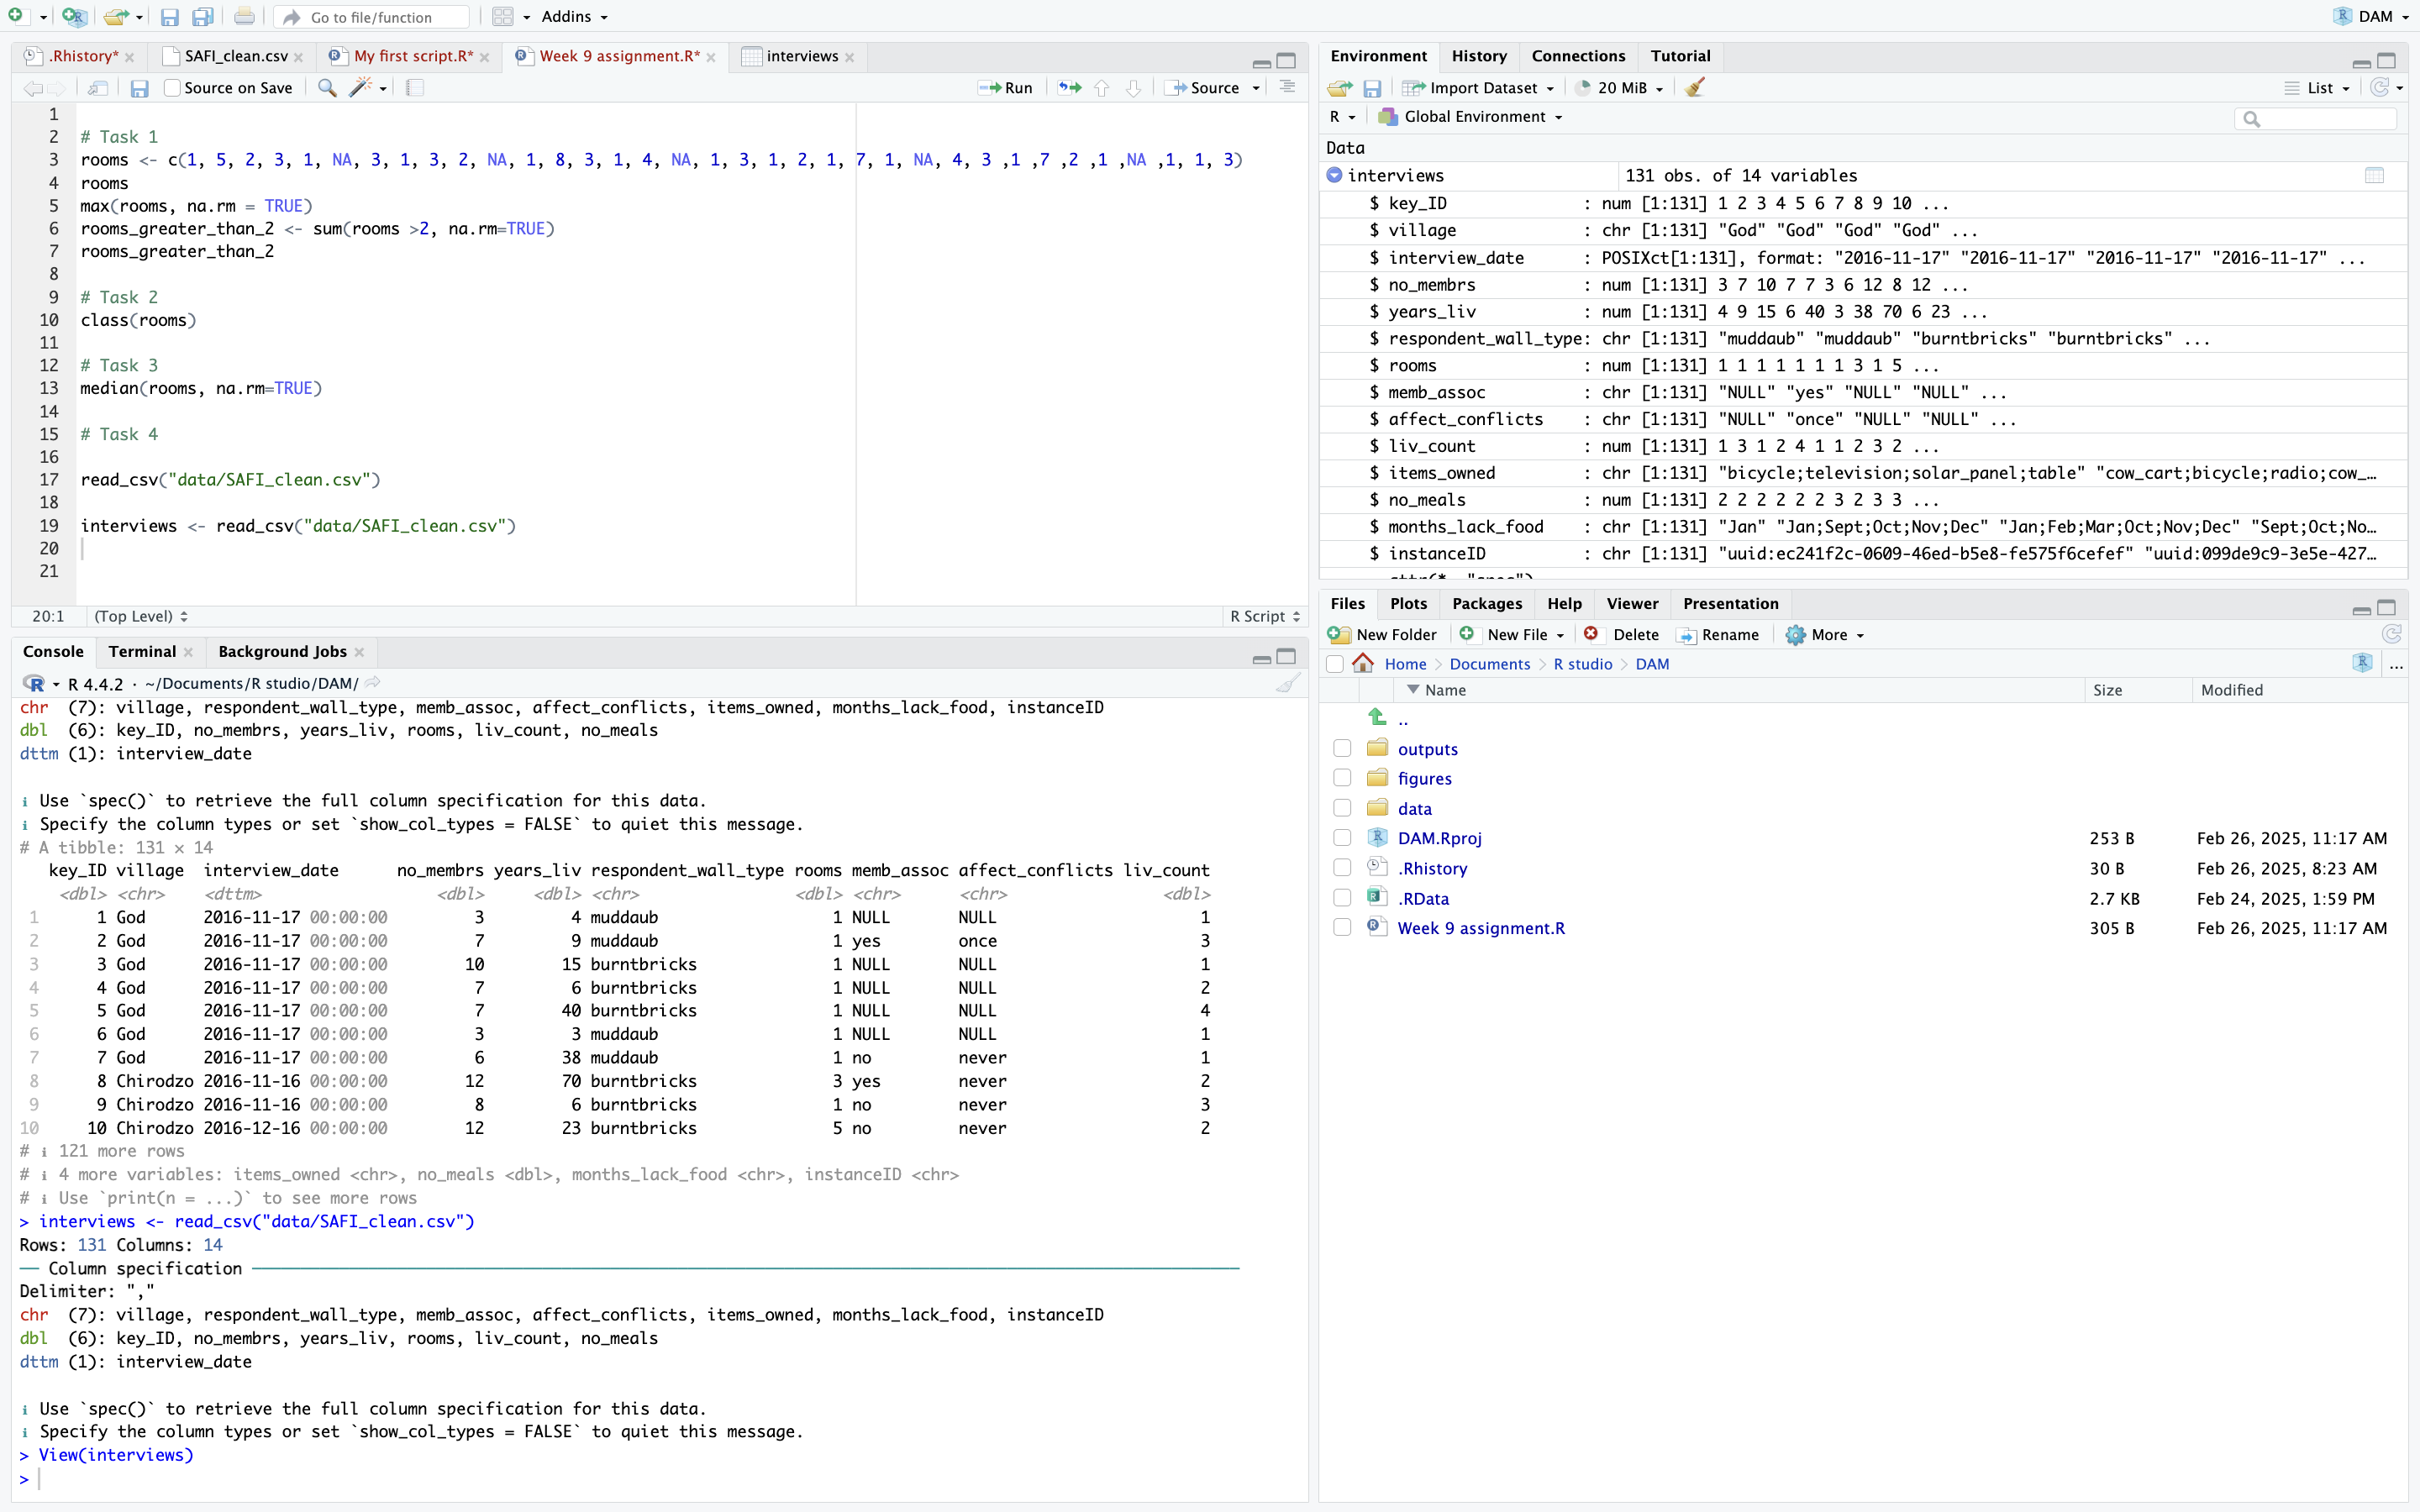 Go to file/function
Addins
DAM
.Rhistory*
SAFI_clean.csv
My first script.R*
Week 9 assignment.R*
interviews
Source on Save
Run
Source
1
2 # Task 1
3 rooms <- c(1, 5, 2, 3, 1, NA, 3, 1, 3, 2, NA, 1, 8, 3, 1, 4, NA, 1, 3, 1, 2, 1, 7, 1, NA, 4, 3 ,1 ,7 ,2 ,1 ,NA ,1, 1, 3)
4 rooms
5 max(rooms, na.rm = TRUE)
6 rooms_greater_than_2 <- sum(rooms >2, na.rm=TRUE)
7 rooms_greater_than_2
8
9 # Task 2
10 class(rooms)
11
12 # Task 3
13 median(rooms, na.rm=TRUE)
14
15 # Task 4
16
17 read_csv("data/SAFI_clean.csv")
18
19 interviews <- read_csv("data/SAFI_clean.csv")
20
21
20:1 (Top Level) R Script
Console Terminal Background Jobs
R 4.4.2 · ~/Documents/R studio/DAM/
chr (7): village, respondent_wall_type, memb_assoc, affect_conflicts, items_owned, months_lack_food, instanceID
dbl (6): key_ID, no_membrs, years_liv, rooms, liv_count, no_meals
dttm (1): interview_date
ℹ Use `spec()` to retrieve the full column specification for this data.
ℹ Specify the column types or set `show_col_types = FALSE` to quiet this message.
# A tibble: 131 × 14
key_ID village interview_date no_membrs years_liv respondent_wall_type rooms memb_assoc affect_conflicts liv_count
<dbl> <chr> <dttm> <dbl> <dbl> <chr> <dbl> <chr> <chr> <dbl>
1 1 God 2016-11-17 00:00:00 3 4 muddaub 1 NULL NULL 1
2 2 God 2016-11-17 00:00:00 7 9 muddaub 1 yes once 3
3 3 God 2016-11-17 00:00:00 10 15 burntbricks 1 NULL NULL 1
4 4 God 2016-11-17 00:00:00 7 6 burntbricks 1 NULL NULL 2
5 5 God 2016-11-17 00:00:00 7 40 burntbricks 1 NULL NULL 4
6 6 God 2016-11-17 00:00:00 3 3 muddaub 1 NULL NULL 1
7 7 God 2016-11-17 00:00:00 6 38 muddaub 1 no never 1
8 8 Chirodzo 2016-11-16 00:00:00 12 70 burntbricks 3 yes never 2
9 9 Chirodzo 2016-11-16 00:00:00 8 6 burntbricks 1 no never 3
10 10 Chirodzo 2016-12-16 00:00:00 12 23 burntbricks 5 no never 2
# ℹ 121 more rows
# ℹ 4 more variables: items_owned <chr>, no_meals <dbl>, months_lack_food <chr>, instanceID <chr>
# ℹ Use `print(n = ...)` to see more rows
> interviews <- read_csv("data/SAFI_clean.csv")
Rows: 131 Columns: 14
── Column specification
Delimiter: ","
chr (7): village, respondent_wall_type, memb_assoc, affect_conflicts, items_owned, months_lack_food, instanceID
dbl (6): key_ID, no_membrs, years_liv, rooms, liv_count, no_meals
dttm (1): interview_date
ℹ Use `spec()` to retrieve the full column specification for this data.
ℹ Specify the column types or set `show_col_types = FALSE` to quiet this message.
> View(interviews)
>
Environment History Connections Tutorial
Import Dataset 20 MiB List
R Global Environment
Data
interviews 131 obs. of 14 variables
$ key_ID : num [1:131] 1 2 3 4 5 6 7 8 9 10 ...
$ village : chr [1:131] "God" "God" "God" "God" ...
$ interview_date : POSIXct[1:131], format: "2016-11-17" "2016-11-17" "2016-11-17" "2016-11-17" ...
$ no_membrs : num [1:131] 3 7 10 7 7 3 6 12 8 12 ...
$ years_liv : num [1:131] 4 9 15 6 40 3 38 70 6 23 ...
$ respondent_wall_type: chr [1:131] "muddaub" "muddaub" "burntbricks" "burntbricks" ...
$ rooms : num [1:131] 1 1 1 1 1 1 1 3 1 5 ...
$ memb_assoc : chr [1:131] "NULL" "yes" "NULL" "NULL" ...
$ affect_conflicts : chr [1:131] "NULL" "once" "NULL" "NULL" ...
$ liv_count : num [1:131] 1 3 1 2 4 1 1 2 3 2 ...
$ items_owned : chr [1:131] "bicycle;television;solar_panel;table" "cow_cart;bicycle;radio;cow_…
$ no_meals : num [1:131] 2 2 2 2 2 2 3 2 3 3 ...
$ months_lack_food : chr [1:131] "Jan" "Jan;Sept;Oct;Nov;Dec" "Jan;Feb;Mar;Oct;Nov;Dec" "Sept;Oct;No…
$ instanceID : chr [1:131] "uuid:ec241f2c-0609-46ed-b5e8-fe575f6cefef" "uuid:099de9c9-3e5e-427…
attr(*, "spec")
Files Plots Packages Help Viewer Presentation
New Folder New File Delete Rename More
Home Documents R studio DAM ...
Name Size Modified
..
outputs
figures
data
DAM.Rproj 253 B Feb 26, 2025, 11:17 AM
.Rhistory 30 B Feb 26, 2025, 8:23 AM
.RData 2.7 KB Feb 24, 2025, 1:59 PM
Week 9 assignment.R 305 B Feb 26, 2025, 11:17 AM